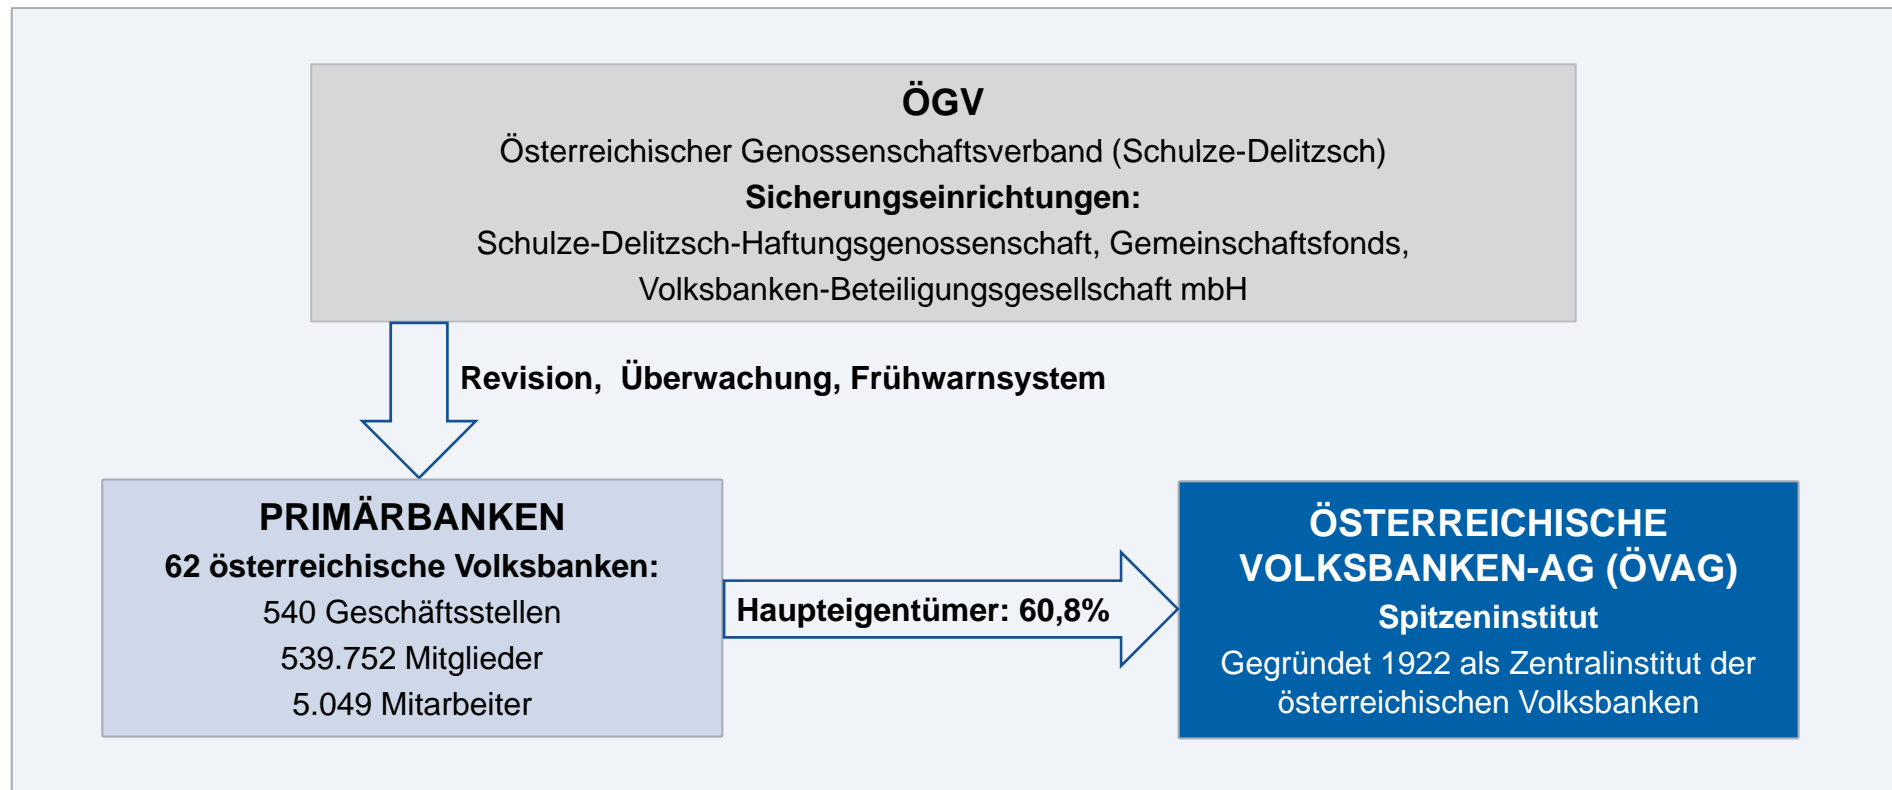 ÖGV
Österreichischer Genossenschaftsverband (Schulze-Delitzsch)
Sicherungseinrichtungen:
Schulze-Delitzsch-Haftungsgenossenschaft, Gemeinschaftsfonds,
Volksbanken-Beteiligungsgesellschaft mbH
Revision, Überwachung, Frühwarnsystem
PRIMÄRBANKEN
62 österreichische Volksbanken:
540 Geschäftsstellen
539.752 Mitglieder
5.049 Mitarbeiter
Haupteigentümer: 60,8%
ÖSTERREICHISCHE
VOLKSBANKEN-AG (ÖVAG)
Spitzeninstitut
Gegründet 1922 als Zentralinstitut der
österreichischen Volksbanken